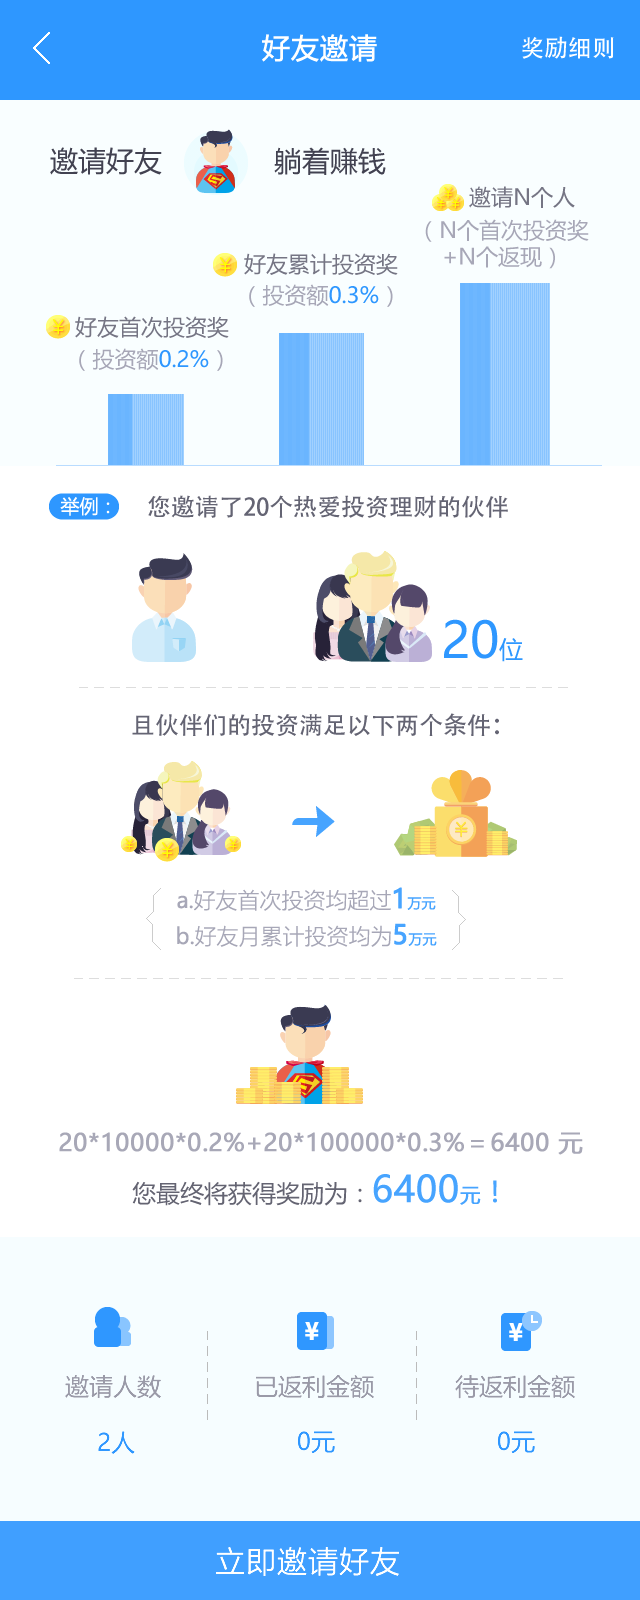 好友邀请
奖励细则
邀请好友
躺着赚钱
邀请N个人
（N个首次投资奖
+N个返现）
好友累计投资奖
（投资额0.3%）
好友首次投资奖
（投资额0.2%）
举例：
您邀请了20个热爱投资理财的伙伴
20位
且伙伴们的投资满足以下两个条件：
a.好友首次投资均超过1万元
b.好友月累计投资均为5万元
20*10000*0.2%+20*100000*0.3%=6400 元
您最终将获得奖励为：6400元！
邀请人数
已返利金额
待返利金额
2人
0元
0元
立即邀请好友